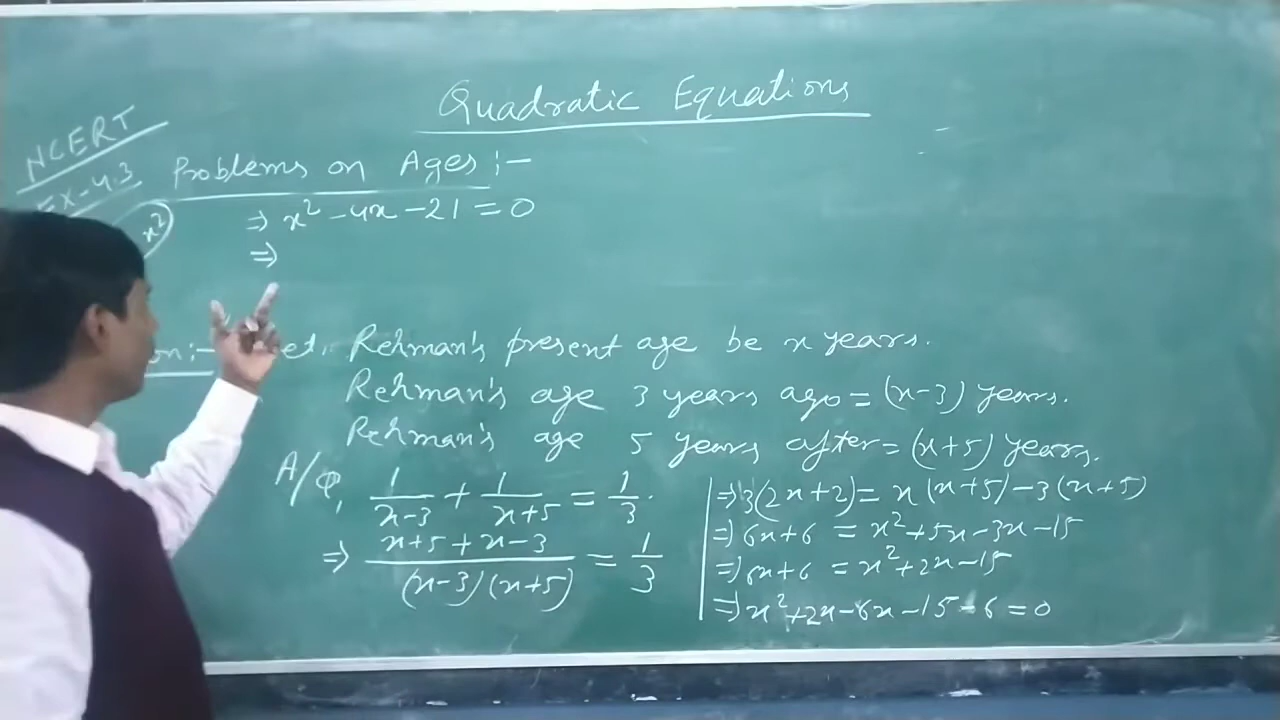 Quadratic Equations
NCERT
EX-4.3
Problems on Ages :-
x²
⇒ x² - 4x - 21 = 0
⇒
on :- Let, Rehman's present age be x years.
Rehman's age 3 years ago = (x-3) years.
Rehman's age 5 years after = (x+5) years.
A/Q, 1/(x-3) + 1/(x+5) = 1/3.
⇒ (x+5+x-3)/((x-3)(x+5)) = 1/3
⇒ 3(2x+2) = x(x+5) - 3(x+5)
⇒ 6x+6 = x²+5x-3x-15
⇒ 6x+6 = x²+2x-15
⇒ x²+2x-6x-15-6=0